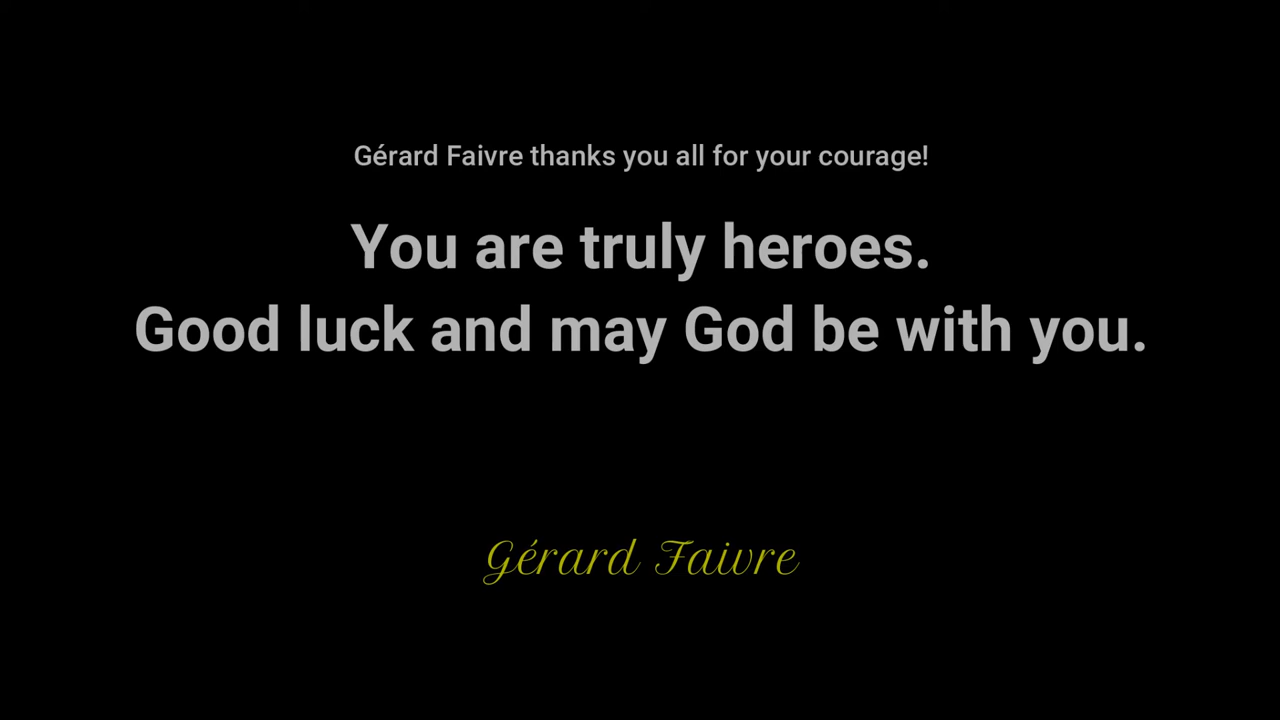 Gérard Faivre thanks you all for your courage!
You are truly heroes.
Good luck and may God be with you.
Gérard Faivre